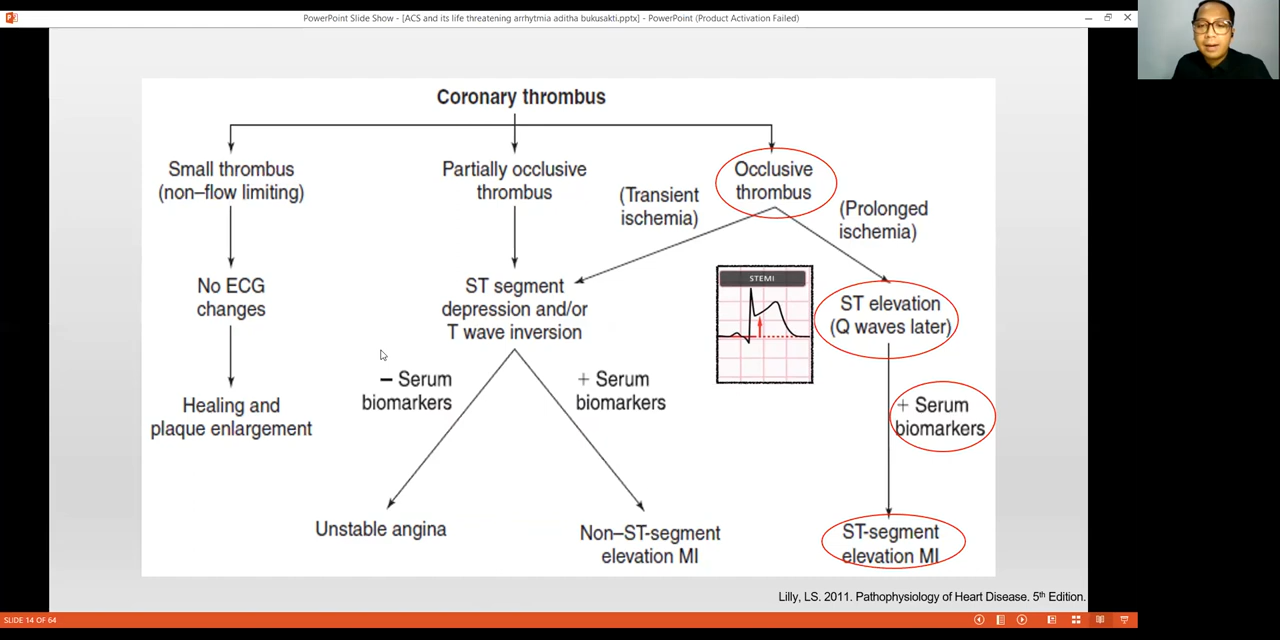 PowerPoint Slide Show - [ACS and its life threatening arrhytmia aditha bukusakti.pptx] - PowerPoint (Product Activation Failed)
Coronary thrombus
Small thrombus
(non–flow limiting)
Partially occlusive
thrombus
Occlusive
thrombus
(Transient
ischemia)
(Prolonged
ischemia)
No ECG
changes
ST segment
depression and/or
T wave inversion
STEMI
ST elevation
(Q waves later)
– Serum
biomarkers
+ Serum
biomarkers
+ Serum
biomarkers
Healing and
plaque enlargement
Unstable angina
Non–ST-segment
elevation MI
ST-segment
elevation MI
Lilly, LS. 2011. Pathophysiology of Heart Disease. 5th Edition.
SLIDE 14 OF 64